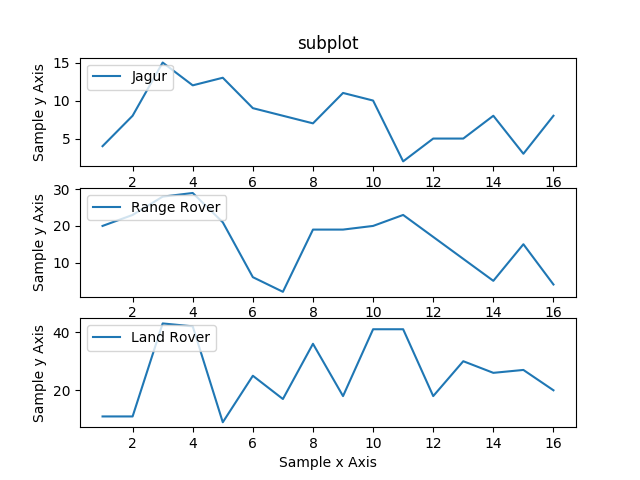 subplot
Sample y Axis
15
10
5
Jagur
2 4 6 8 10 12 14 16
Sample y Axis
30
20
10
Range Rover
2 4 6 8 10 12 14 16
Sample y Axis
40
20
Land Rover
2 4 6 8 10 12 14 16
Sample x Axis